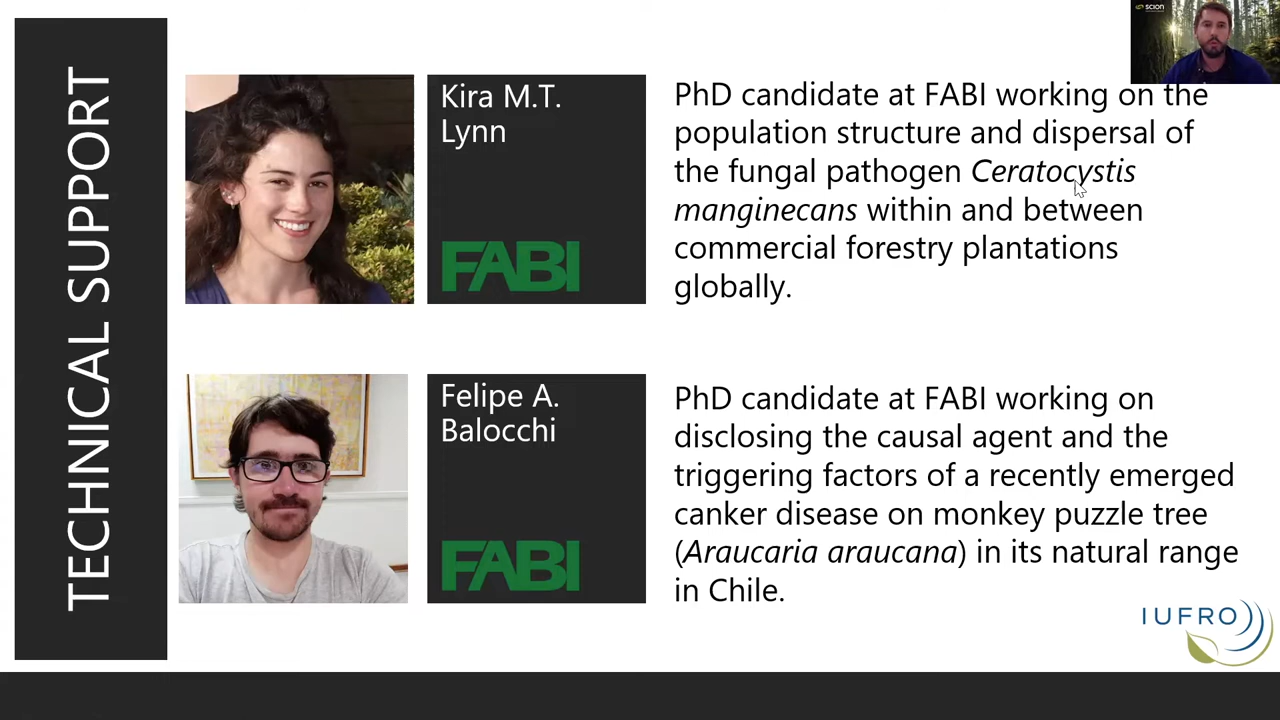 TECHNICAL SUPPORT
SCION
Kira M.T.
Lynn
FABI
PhD candidate at FABI working on the
population structure and dispersal of
the fungal pathogen Ceratocystis
manginecans within and between
commercial forestry plantations
globally.
Felipe A.
Balocchi
FABI
PhD candidate at FABI working on
disclosing the causal agent and the
triggering factors of a recently emerged
canker disease on monkey puzzle tree
(Araucaria araucana) in its natural range
in Chile.
IUFRO